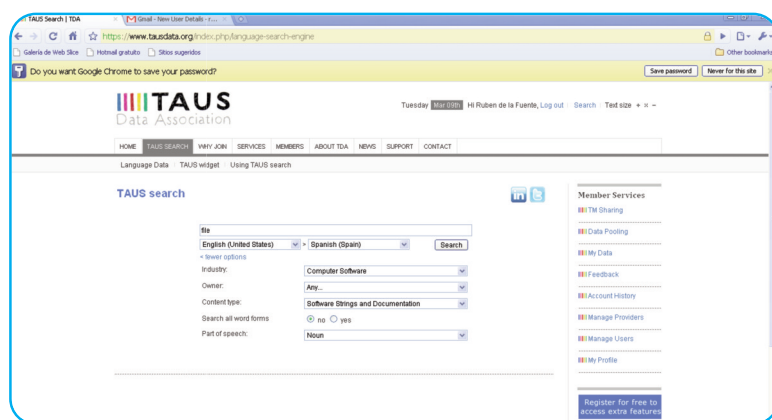 TAUS Search | TDA
Gmail - New User Details - r...
https://www.tausdata.org/index.php/language-search-engine
Galería de Web Slice Hotmail gratuito Sitios sugeridos Other bookmarks
Do you want Google Chrome to save your password? Save password Never for this site
TAUS
Data Association
Tuesday Mar 09th Hi Ruben de la Fuente, Log out Search Text size + = -
HOME TAUS SEARCH WHY JOIN SERVICES MEMBERS ABOUT TDA NEWS SUPPORT CONTACT
Language Data TAUS widget Using TAUS search
TAUS search
in
file
English (United States) > Spanish (Spain) Search
< fewer options
Industry: Computer Software
Owner: Any...
Content type: Software Strings and Documentation
Search all word forms no yes
Part of speech: Noun
Member Services
TM Sharing
Data Pooling
My Data
Feedback
Account History
Manage Providers
Manage Users
My Profile
Register for free to
access extra features